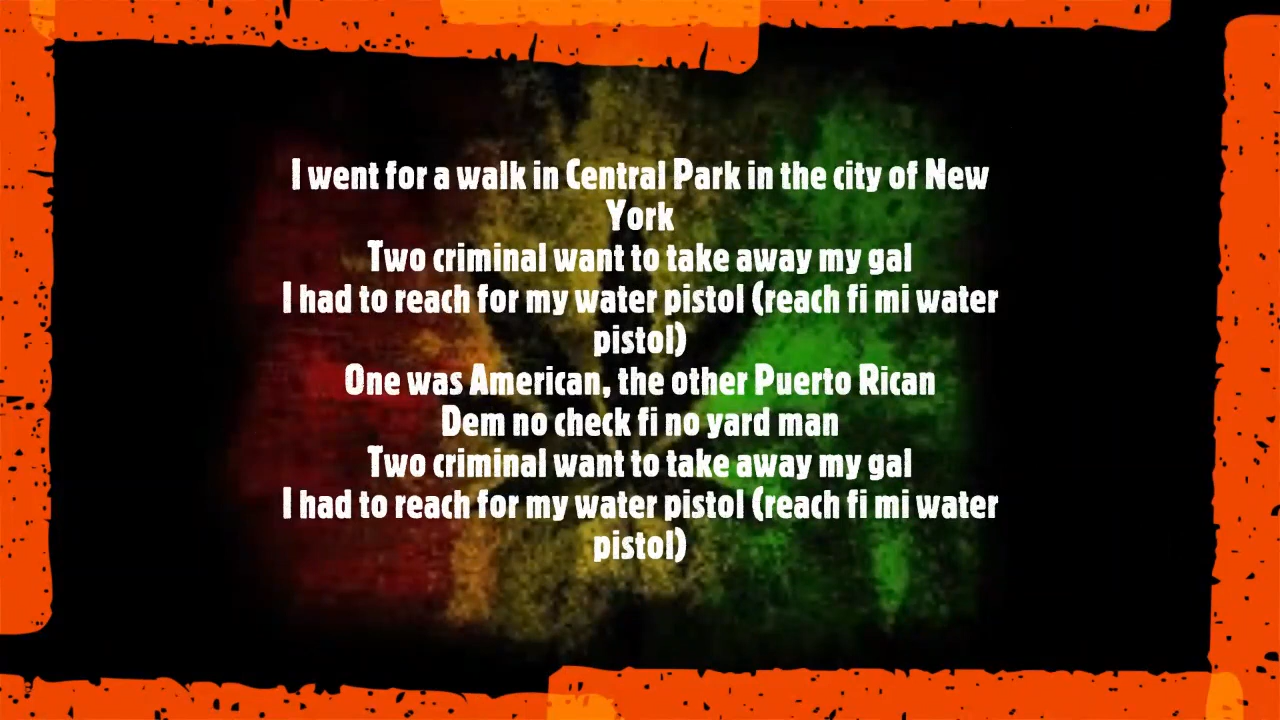 I went for a walk in Central Park in the city of New
York
Two criminal want to take away my gal
I had to reach for my water pistol (reach fi mi water
pistol)
One was American, the other Puerto Rican
Dem no check fi no yard man
Two criminal want to take away my gal
I had to reach for my water pistol (reach fi mi water
pistol)